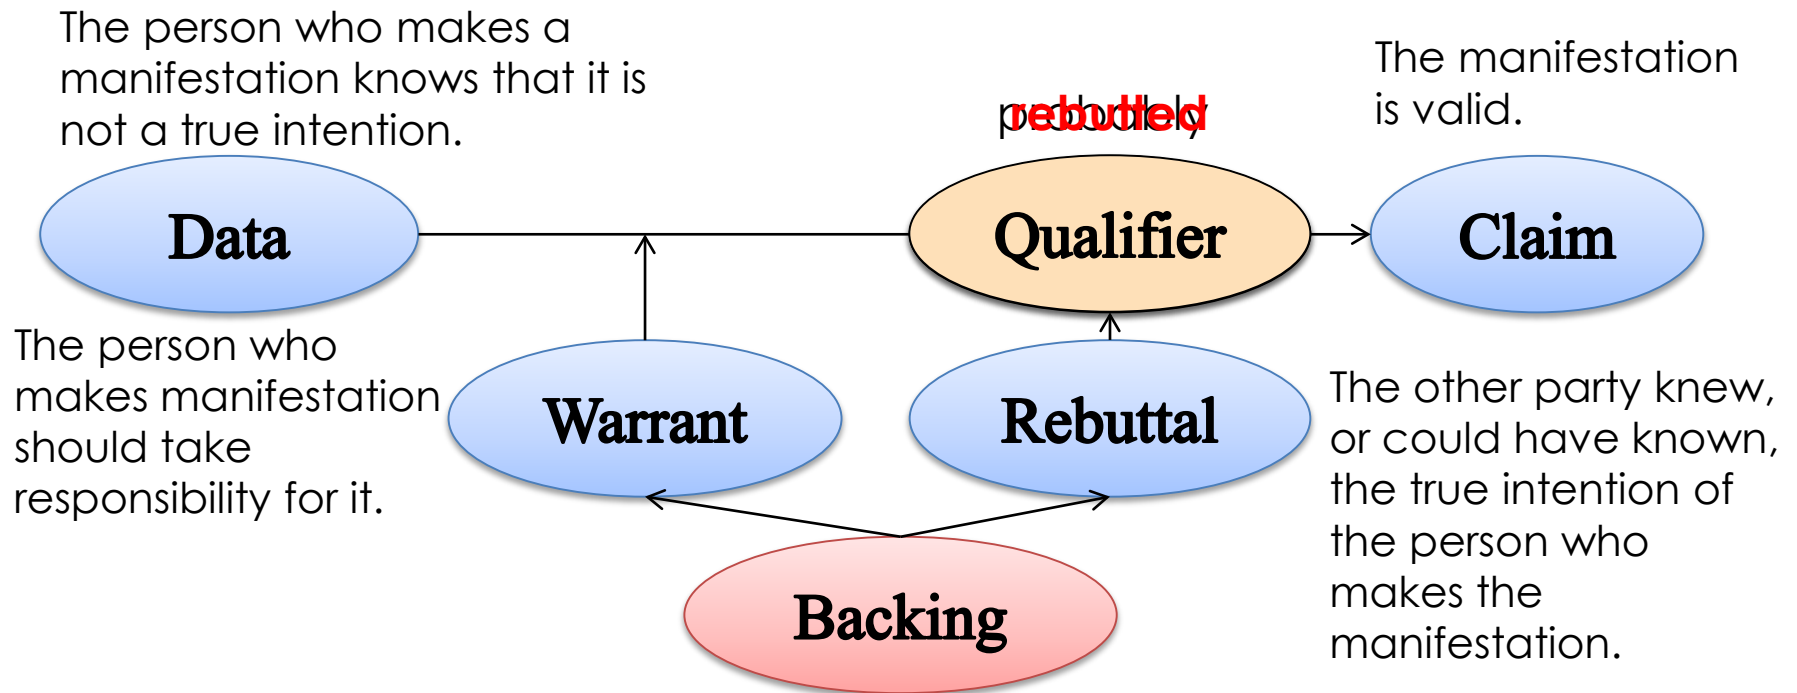 The person who makes a
manifestation knows that it is
not a true intention.
The manifestation
is valid.
probably
rebutted
Data
Qualifier
Claim
The person who
makes manifestation
should take
responsibility for it.
Warrant
Rebuttal
The other party knew,
or could have known,
the true intention of
the person who
makes the
manifestation.
Backing